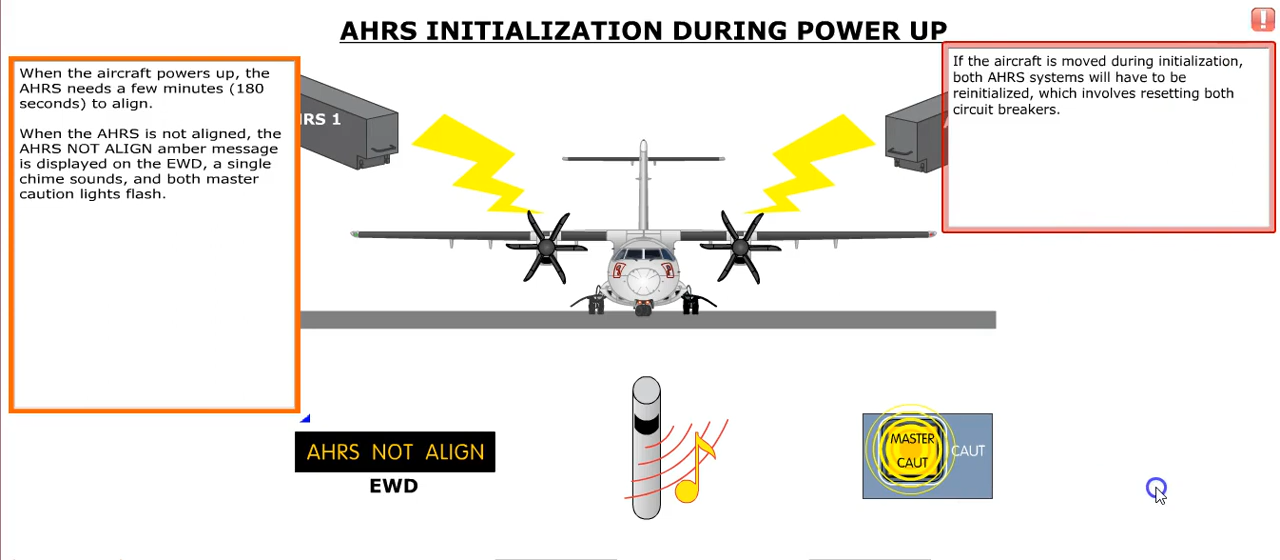 AHRS INITIALIZATION DURING POWER UP
When the aircraft powers up, the
AHRS needs a few minutes (180
seconds) to align.
When the AHRS is not aligned, the
AHRS NOT ALIGN amber message
is displayed on the EWD, a single
chime sounds, and both master
caution lights flash.
If the aircraft is moved during initialization,
both AHRS systems will have to be
reinitialized, which involves resetting both
circuit breakers.
RS 1
AHRS NOT ALIGN
EWD
MASTER
CAUT
CAUT